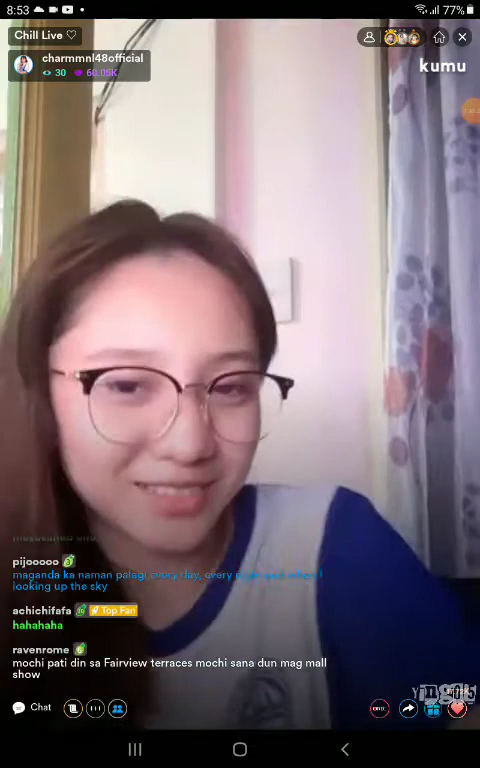 8:53
77%
Chill Live ♡
charmmnl48official
30 60.05K
kumu
pijooooo
maganda ka naman palagi every day, every night and when I
looking up the sky
achichifafa Top Fan
hahahaha
ravenrome
mochi pati din sa Fairview terraces mochi sana dun mag mall
show
Chat